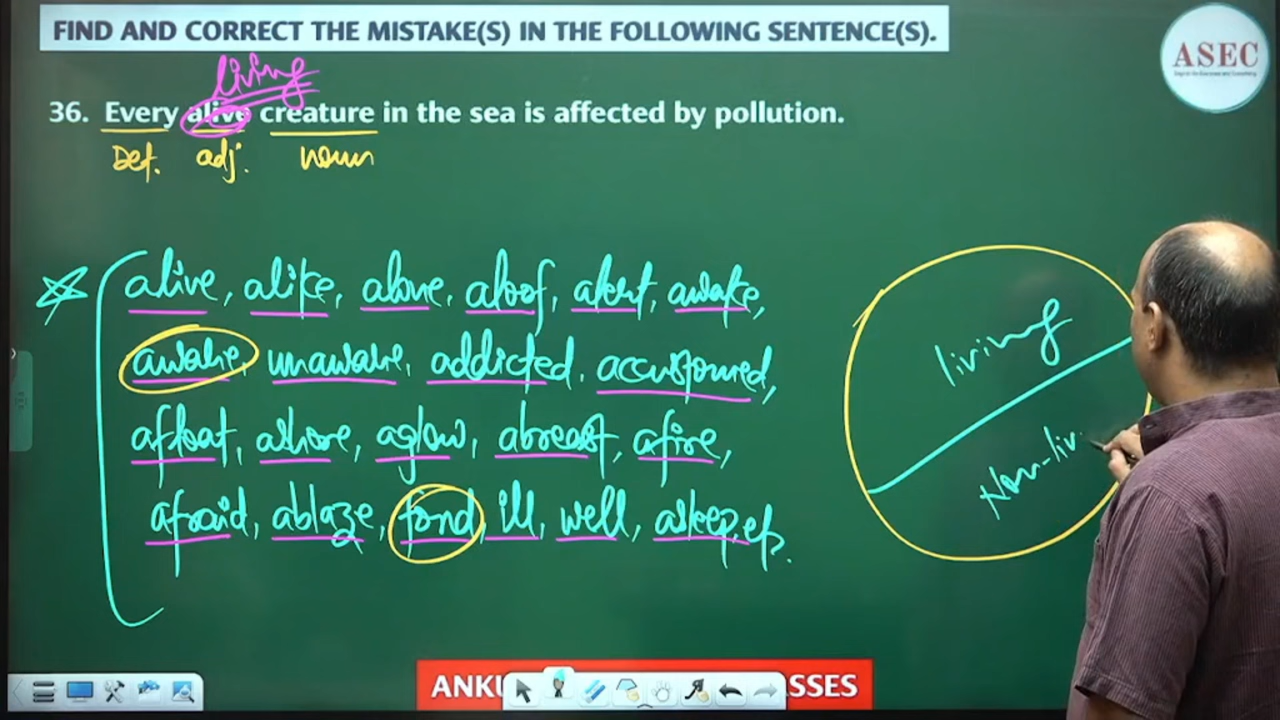 FIND AND CORRECT THE MISTAKE(S) IN THE FOLLOWING SENTENCE(S).
ASEC
living
36. Every alive creature in the sea is affected by pollution.
Det. adj. noun
alive, alike, alone, aloof, alert, awake,
aware, unaware, addicted, accustomed,
afloat, ashore, aglow, abreast, afire,
afraid, ablaze, fond, ill, well, asleep, etc.
living
Non-liv
ANKU SSES